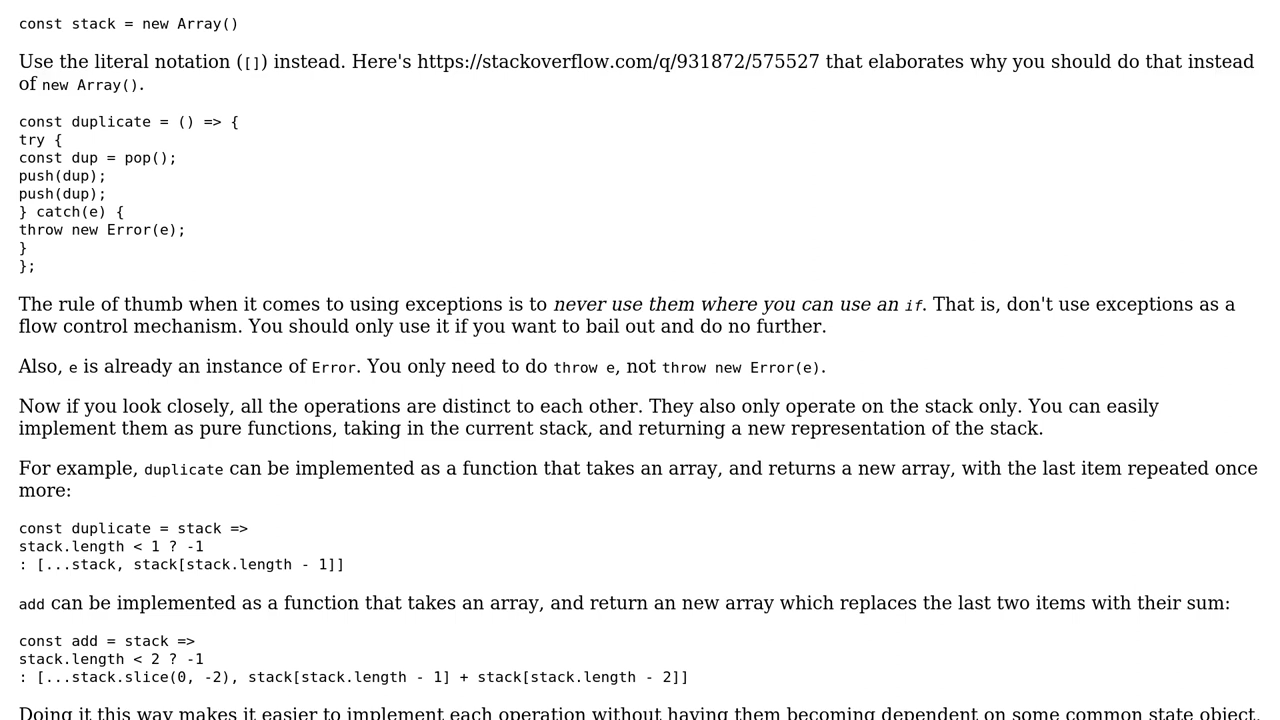 const stack = new Array()
Use the literal notation ([]) instead. Here's https://stackoverflow.com/q/931872/575527 that elaborates why you should do that instead
of new Array().
const duplicate = () => {
try {
const dup = pop();
push(dup);
push(dup);
} catch(e) {
throw new Error(e);
}
};
The rule of thumb when it comes to using exceptions is to never use them where you can use an if. That is, don't use exceptions as a
flow control mechanism. You should only use it if you want to bail out and do no further.
Also, e is already an instance of Error. You only need to do throw e, not throw new Error(e).
Now if you look closely, all the operations are distinct to each other. They also only operate on the stack only. You can easily
implement them as pure functions, taking in the current stack, and returning a new representation of the stack.
For example, duplicate can be implemented as a function that takes an array, and returns a new array, with the last item repeated once
more:
const duplicate = stack =>
stack.length < 1 ? -1
: [...stack, stack[stack.length - 1]]
add can be implemented as a function that takes an array, and return an new array which replaces the last two items with their sum:
const add = stack =>
stack.length < 2 ? -1
: [...stack.slice(0, -2), stack[stack.length - 1] + stack[stack.length - 2]]
Doing it this way makes it easier to implement each operation without having them becoming dependent on some common state object.